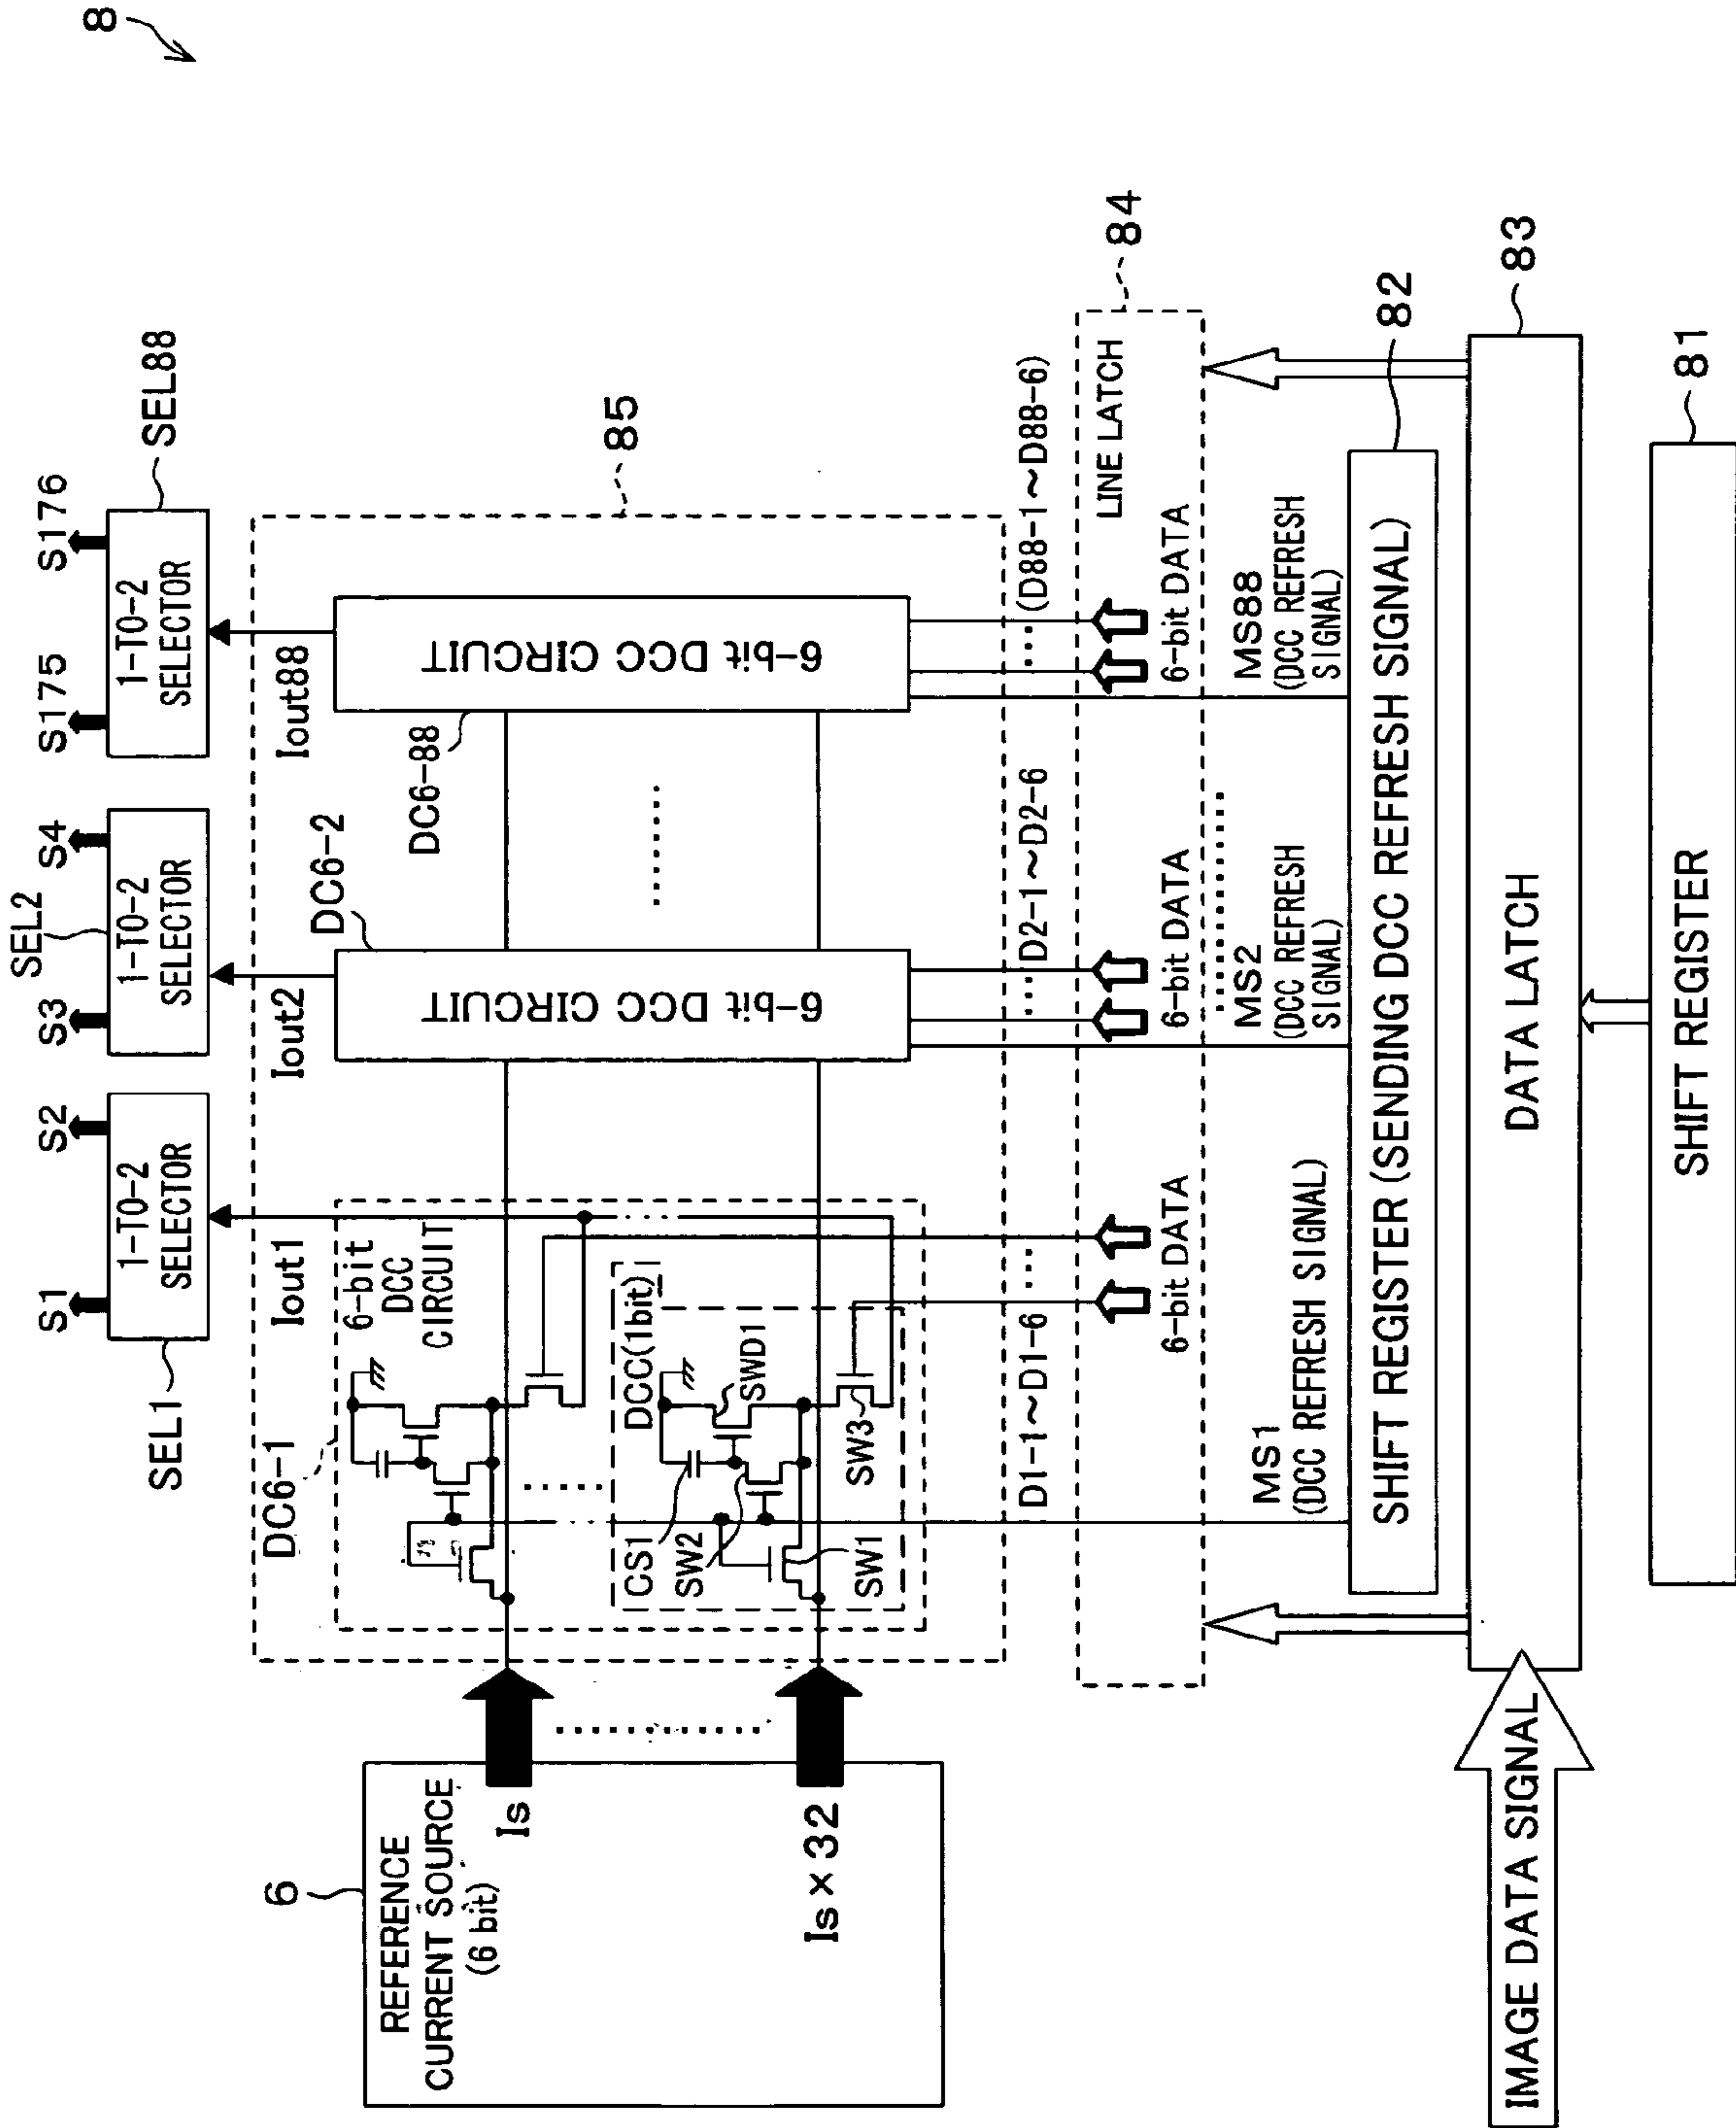 8
S1
S2
SEL2
S3
S4
S175
S176
1-TO-2
SELECTOR
1-TO-2
SELECTOR
1-TO-2
SELECTOR
SEL88
SEL1
Iout1
Iout2
Iout88
DC6-1
6-bit
DCC
CIRCUIT
DC6-2
DC6-88
6-bit DCC CIRCUIT
6-bit DCC CIRCUIT
85
6
REFERENCE
CURRENT SOURCE
(6 bit)
Is
Is×32
DCC(1bit)
CS1
SWD1
SW2
SW3
SW1
D1-1~D1-6
D2-1~D2-6
(D88-1~D88-6)
LINE LATCH
84
6-bit DATA
6-bit DATA
6-bit DATA
MS1
(DCC REFRESH SIGNAL)
MS2
(DCC REFRESH
SIGNAL)
MS88
(DCC REFRESH
SIGNAL)
SHIFT REGISTER (SENDING DCC REFRESH SIGNAL)
82
IMAGE DATA SIGNAL
DATA LATCH
83
SHIFT REGISTER
81